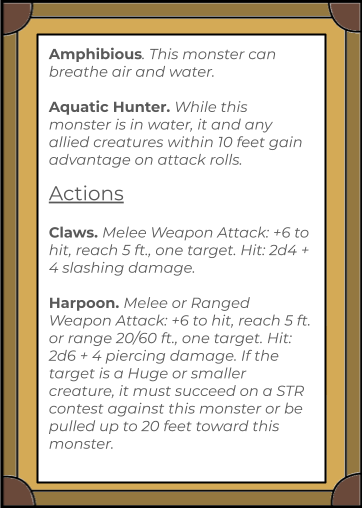 Amphibious. This monster can
breathe air and water.
Aquatic Hunter. While this
monster is in water, it and any
allied creatures within 10 feet gain
advantage on attack rolls.
Actions
Claws. Melee Weapon Attack: +6 to
hit, reach 5 ft., one target. Hit: 2d4 +
4 slashing damage.
Harpoon. Melee or Ranged
Weapon Attack: +6 to hit, reach 5 ft.
or range 20/60 ft., one target. Hit:
2d6 + 4 piercing damage. If the
target is a Huge or smaller
creature, it must succeed on a STR
contest against this monster or be
pulled up to 20 feet toward this
monster.